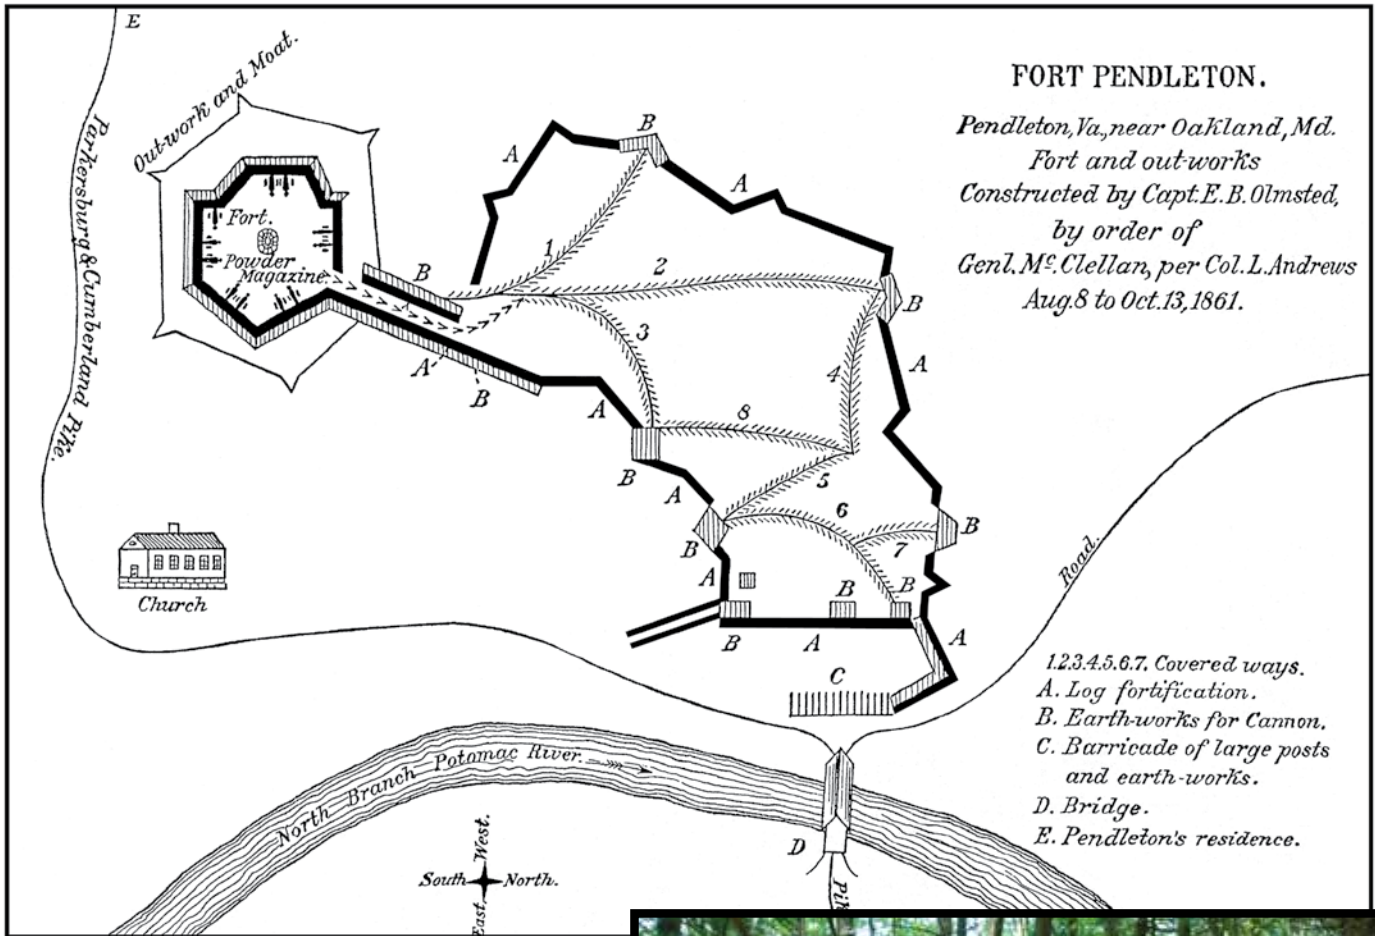 E
Out-work and Moat.
Parkersburg & Cumberland Pike.
Fort.
Powder
Magazine.
FORT PENDLETON.
Pendleton, Va., near Oakland, Md.
Fort and out-works
Constructed by Capt. E. B. Olmsted,
by order of
Genl. Mc. Clellan, per Col. L. Andrews
Aug. 8 to Oct. 13, 1861.
B
A
A
1
2
B
B
3
4
A
A
B
A
8
B
A
5
6
B
B
7
A
B
B
B
A
A
C
Church
Road.
1.2.3.4.5.6.7. Covered ways.
A. Log fortification.
B. Earth-works for Cannon.
C. Barricade of large posts
and earth-works.
D. Bridge.
E. Pendleton's residence.
North Branch Potomac River.
D
West.
South
North.
East.